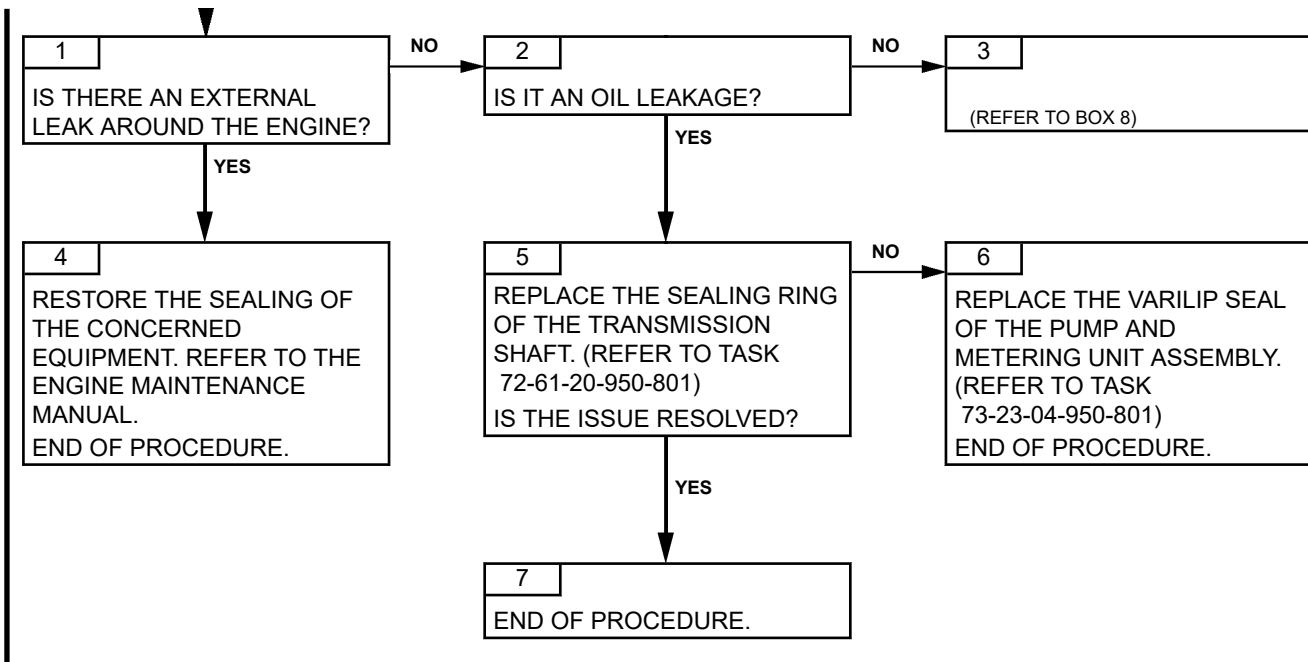 1
IS THERE AN EXTERNAL
LEAK AROUND THE ENGINE?
NO
2
IS IT AN OIL LEAKAGE?
NO
3
(REFER TO BOX 8)
YES
YES
4
RESTORE THE SEALING OF
THE CONCERNED
EQUIPMENT. REFER TO THE
ENGINE MAINTENANCE
MANUAL.
END OF PROCEDURE.
5
REPLACE THE SEALING RING
OF THE TRANSMISSION
SHAFT. (REFER TO TASK
72-61-20-950-801)
IS THE ISSUE RESOLVED?
NO
6
REPLACE THE VARILIP SEAL
OF THE PUMP AND
METERING UNIT ASSEMBLY.
(REFER TO TASK
73-23-04-950-801)
END OF PROCEDURE.
YES
7
END OF PROCEDURE.